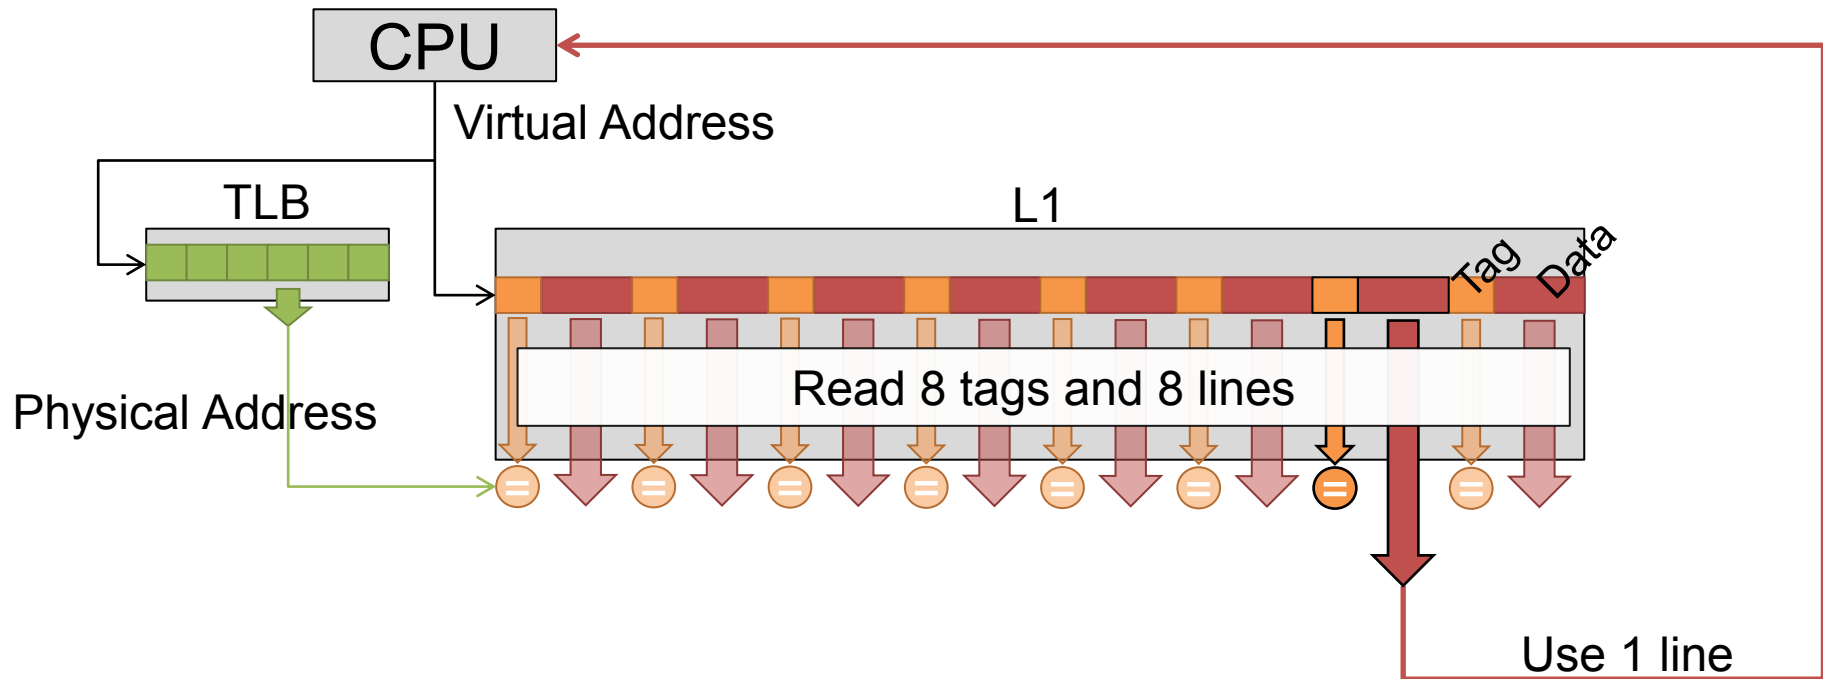 CPU
Virtual Address
TLB
L1
Tag
Data
Read 8 tags and 8 lines
Physical Address
=
=
=
=
=
=
=
=
Use 1 line